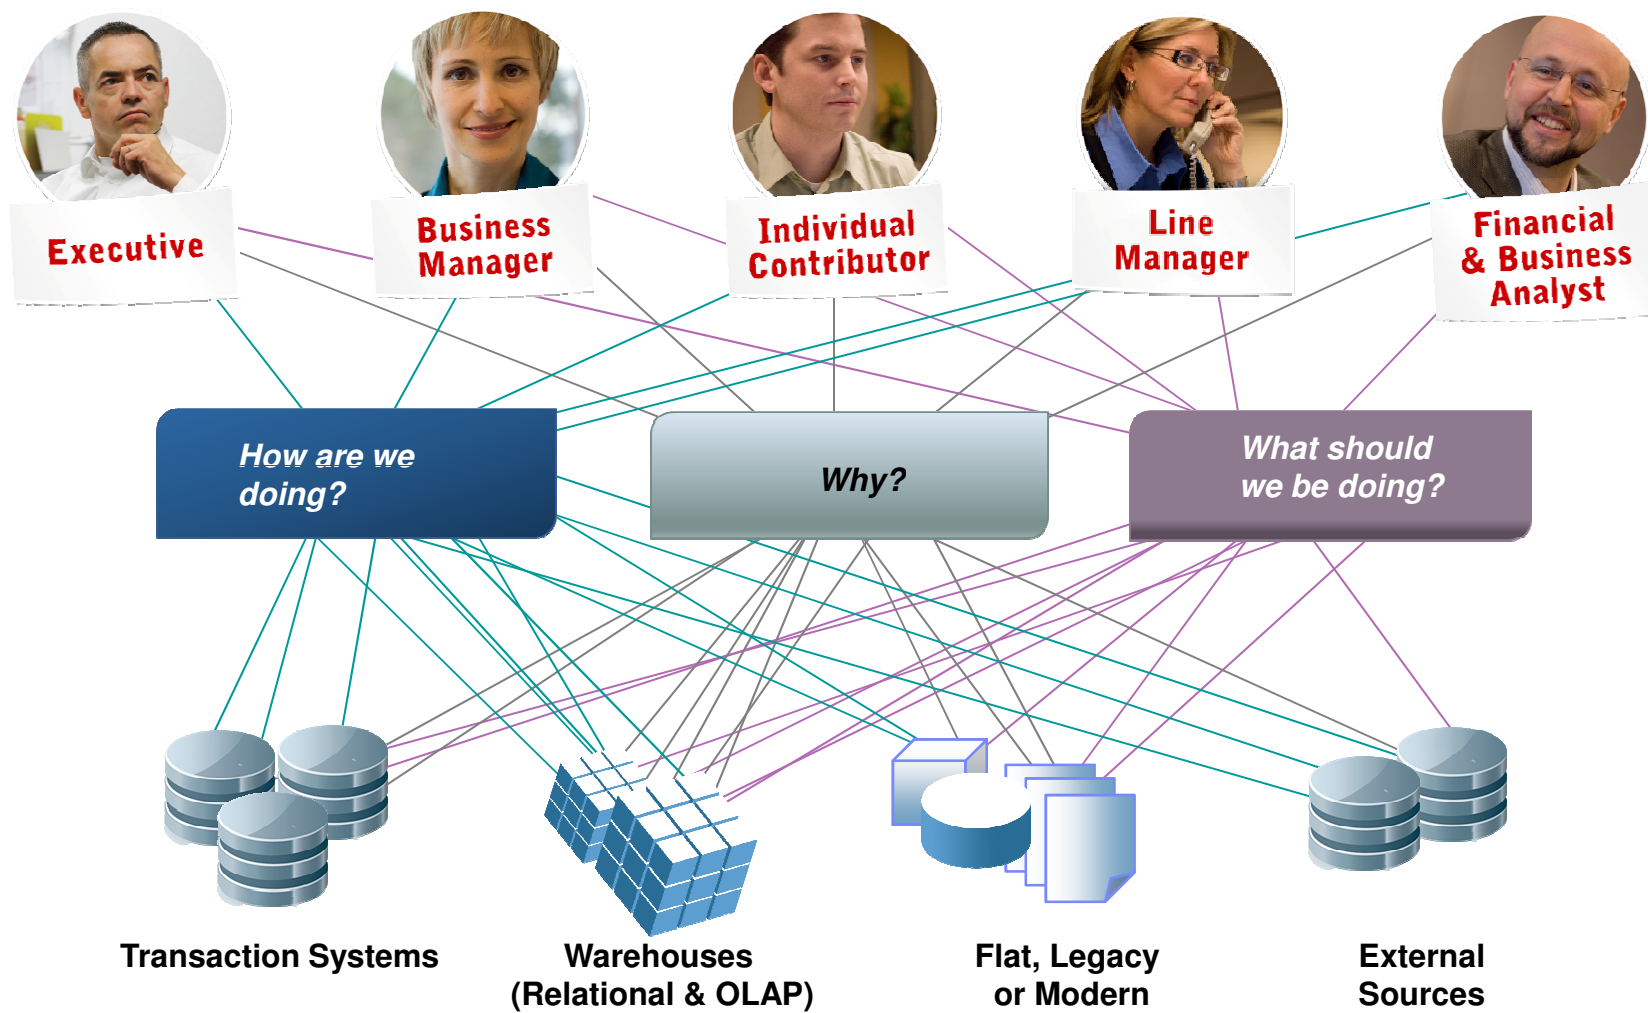 Executive
Business
Manager
Individual
Contributor
Line
Manager
Financial
& Business
Analyst
How are we
doing?
Why?
What should
we be doing?
Transaction Systems
Warehouses
(Relational & OLAP)
Flat, Legacy
or Modern
External
Sources